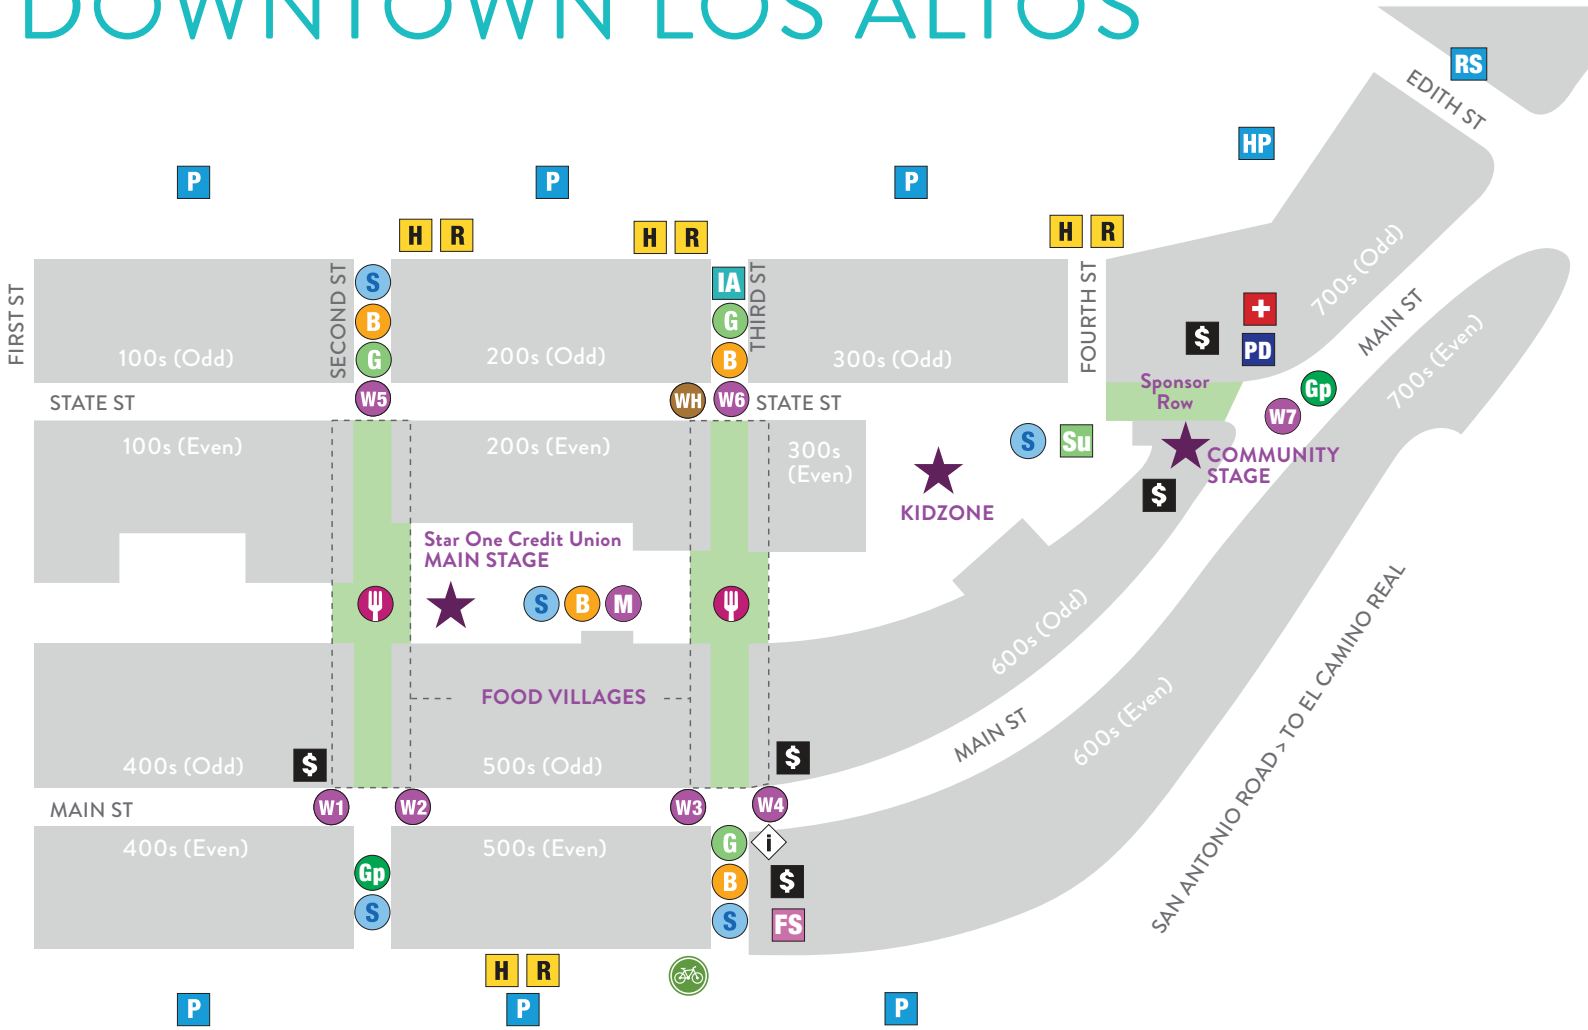 DOWNTOWN LOS ALTOS
RS
EDITH ST
HP
P
P
P
H R
H R
H R
FIRST ST
SECOND ST
THIRD ST
FOURTH ST
S
B
G
W5
IA
G
B
W6
WH
100s (Odd)
200s (Odd)
300s (Odd)
700s (Odd)
MAIN ST
700s (Even)
$
+
PD
Gp
W7
Sponsor
Row
STATE ST
STATE ST
100s (Even)
200s (Even)
300s
(Even)
S Su
KIDZONE
COMMUNITY
STAGE
$
Star One Credit Union
MAIN STAGE
S B M
FOOD VILLAGES
600s (Odd)
MAIN ST
600s (Even)
SAN ANTONIO ROAD > TO EL CAMINO REAL
400s (Odd)
$
500s (Odd)
$
MAIN ST
W1
W2
W3
W4
400s (Even)
500s (Even)
Gp
S
G
i
B
$
S
FS
H R
P
P
P